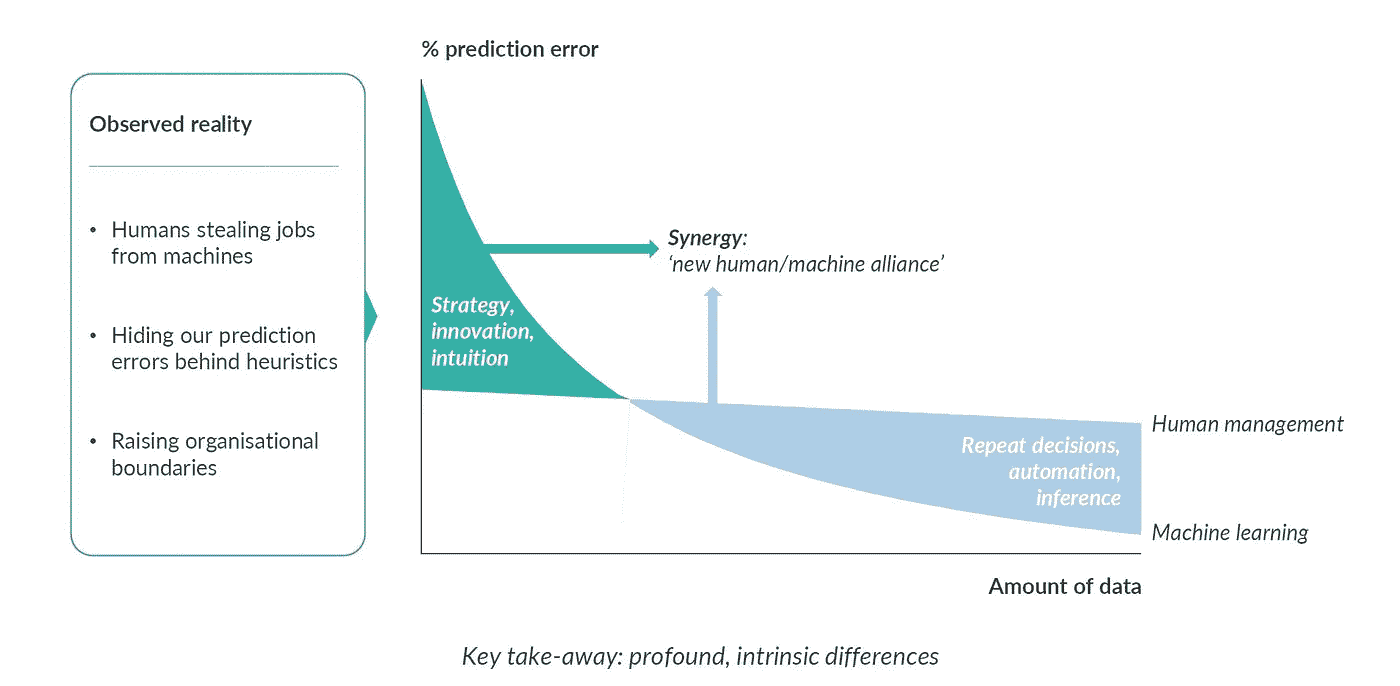 % prediction error
Observed reality
• Humans stealing jobs
from machines
• Hiding our prediction
errors behind heuristics
• Raising organisational
boundaries
Synergy:
‘new human/machine alliance’
Strategy,
innovation,
intuition
Human management
Repeat decisions,
automation,
inference
Machine learning
Amount of data
Key take-away: profound, intrinsic differences